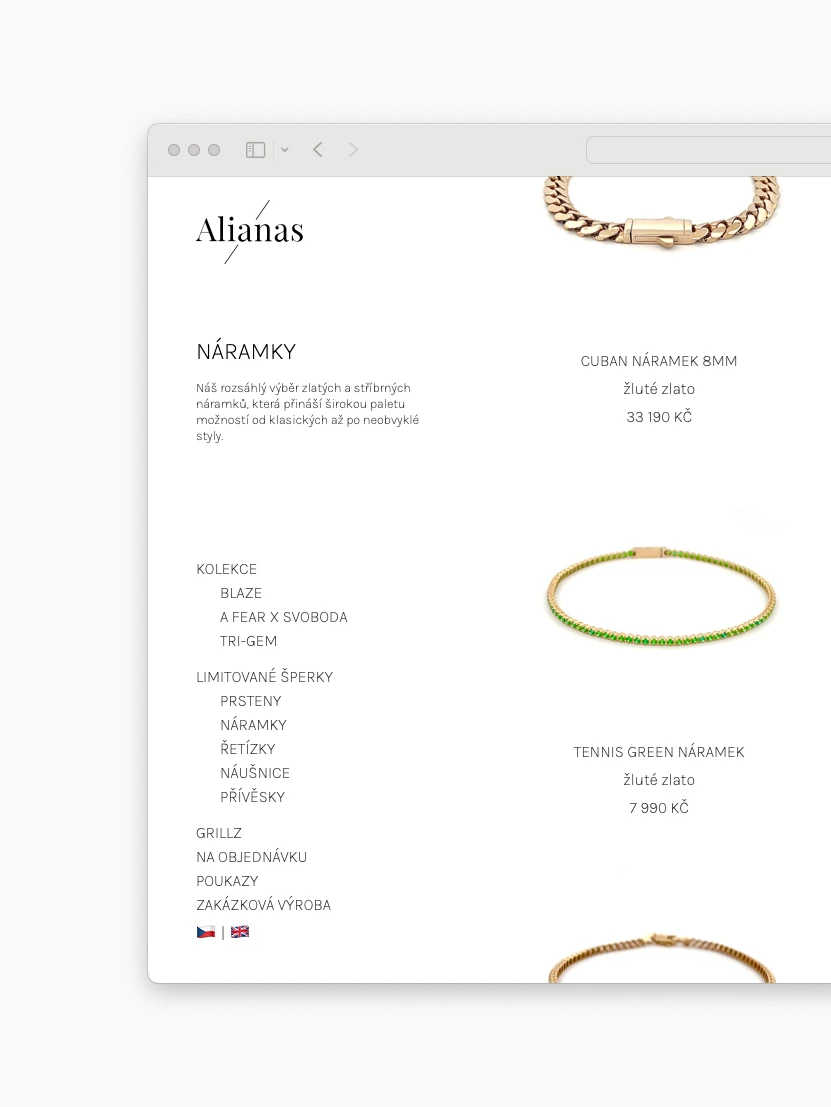 Alianas
NÁRAMKY
Náš rozsáhlý výběr zlatých a stříbrných
náramků, která přináší širokou paletu
možností od klasických až po neobvyklé
styly.
KOLEKCE
BLAZE
A FEAR X SVOBODA
TRI-GEM
LIMITOVANÉ ŠPERKY
PRSTENY
NÁRAMKY
ŘETÍZKY
NÁUŠNICE
PŘÍVĚSKY
GRILLZ
NA OBJEDNÁVKU
POUKAZY
ZAKÁZKOVÁ VÝROBA
|
CUBAN NÁRAMEK 8MM
žluté zlato
33 190 KČ
TENNIS GREEN NÁRAMEK
žluté zlato
7 990 KČ